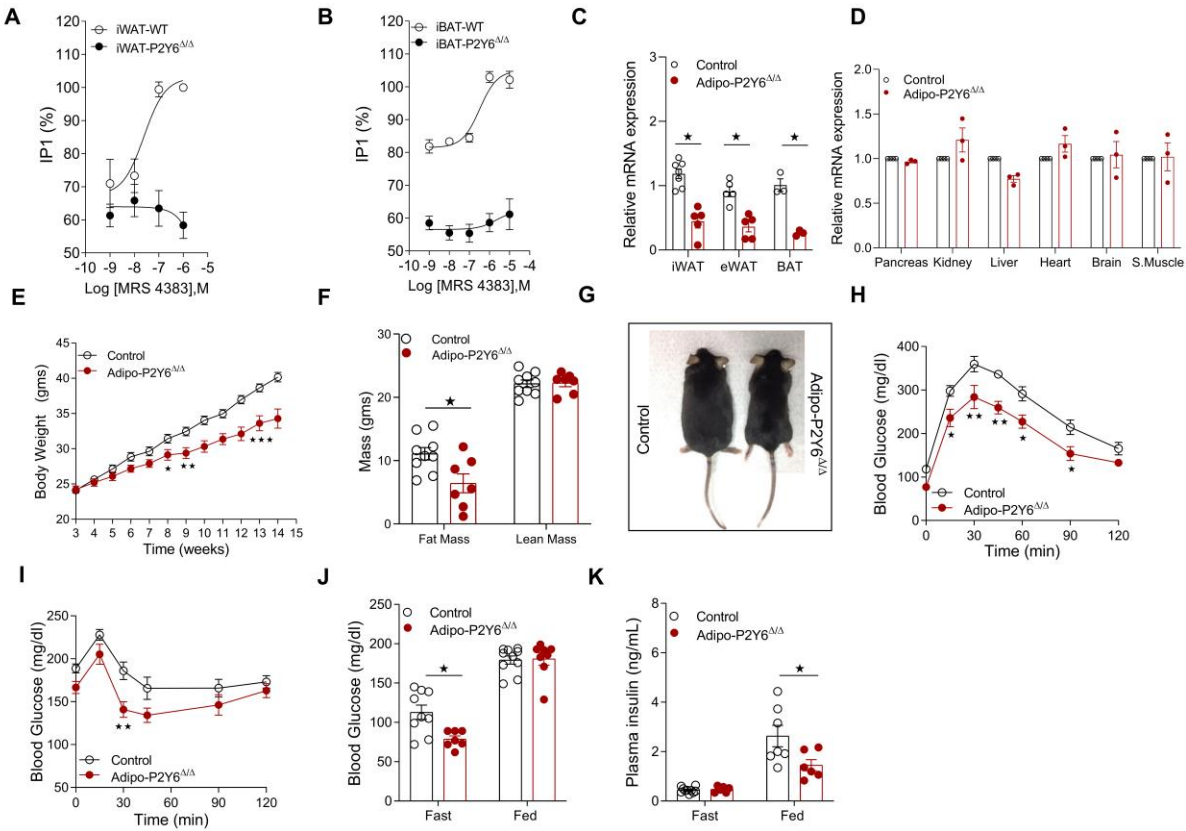 A
120
110
100
90
80
70
60
50
IP1 (%)
iWAT-WT
iWAT-P2Y6Δ/Δ
-10 -9 -8 -7 -6 -5
Log [MRS 4383],M
B
120
110
100
90
80
70
60
50
IP1 (%)
iBAT-WT
iBAT-P2Y6Δ/Δ
-10 -9 -8 -7 -6 -5 -4
Log [MRS 4383],M
C
Relative mRNA expression
3
2
1
0
Control
Adipo-P2Y6Δ/Δ
★ ★ ★
iWAT eWAT BAT
D
Relative mRNA expression
2.0
1.5
1.0
0.5
0.0
Control
Adipo-P2Y6Δ/Δ
Pancreas Kidney Liver Heart Brain S.Muscle
E
Body Weight (gms)
45
40
35
30
25
20
Control
Adipo-P2Y6Δ/Δ
★ ★★ ★★★
3 4 5 6 7 8 9 10 11 12 13 14 15
Time (weeks)
F
Mass (gms)
30
20
10
0
Control
Adipo-P2Y6Δ/Δ
★
Fat Mass Lean Mass
G
Control
Adipo-P2Y6Δ/Δ
H
Blood Glucose (mg/dl)
400
300
200
100
0
★ ★★ ★★ ★ ★
Control
Adipo-P2Y6Δ/Δ
0 30 60 90 120
Time (min)
I
Blood Glucose (mg/dl)
250
200
150
100
50
★★
Control
Adipo-P2Y6Δ/Δ
0 30 60 90 120
Time (min)
J
Blood Glucose (mg/dl)
250
200
150
100
50
0
Control
Adipo-P2Y6Δ/Δ
★
Fast Fed
K
Plasma insulin (ng/mL)
8
6
4
2
0
Control
Adipo-P2Y6Δ/Δ
★
Fast Fed